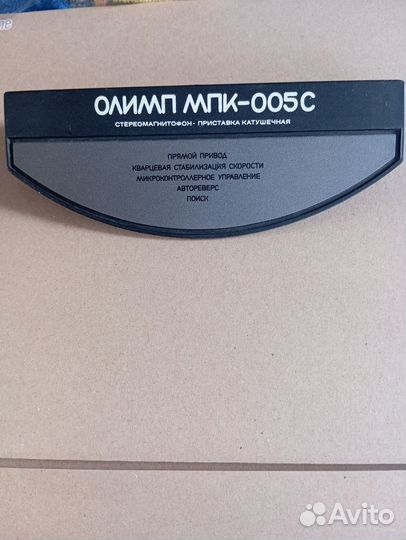 ОЛИМП МПК-005С
СТЕРЕОМАГНИТОФОН-ПРИСТАВКА КАТУШЕЧНАЯ
ПРЯМОЙ ПРИВОД
КВАРЦЕВАЯ СТАБИЛИЗАЦИЯ СКОРОСТИ
МИКРОКОНТРОЛЛЕРНОЕ УПРАВЛЕНИЕ
АВТОРЕВЕРС
ПОИСК
Avito